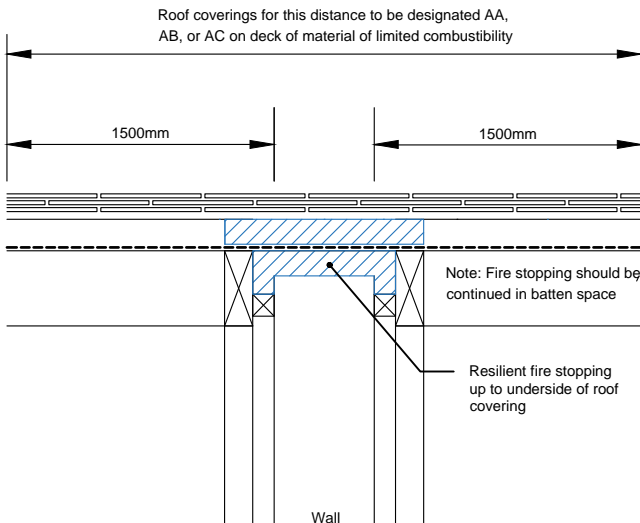 Roof coverings for this distance to be designated AA,
AB, or AC on deck of material of limited combustibility
1500mm
1500mm
Note: Fire stopping should be
continued in batten space
Resilient fire stopping
up to underside of roof
covering
Wall